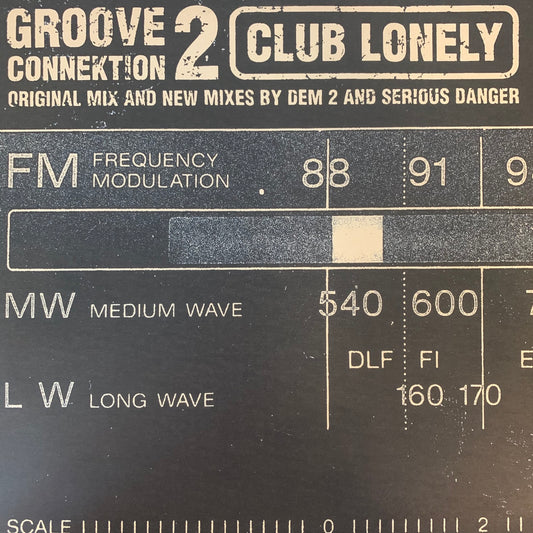 GROOVE
CONNEKTION 2
CLUB LONELY
ORIGINAL MIX AND NEW MIXES BY DEM 2 AND SERIOUS DANGER
FM FREQUENCY MODULATION 88 91
MW MEDIUM WAVE 540 600
DLF FI E
LW LONG WAVE 160 170
SCALE 0 2